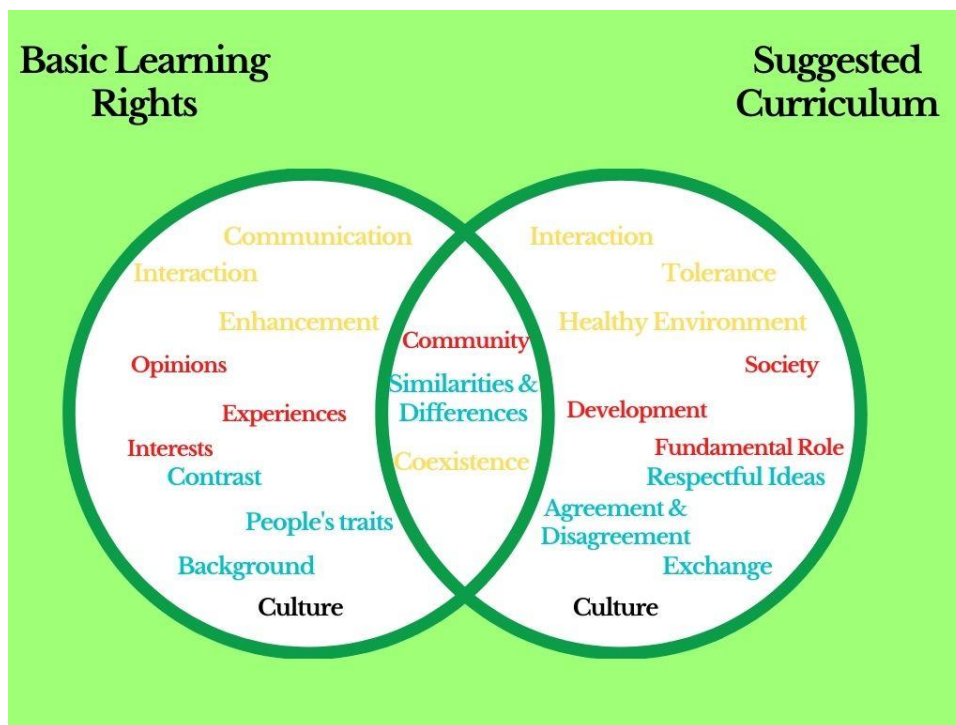 Basic Learning
Rights
Suggested
Curriculum
Communication
Interaction
Enhancement
Opinions
Experiences
Interests
Contrast
People's traits
Background
Culture
Community
Similarities &
Differences
Coexistence
Interaction
Tolerance
Healthy Environment
Society
Development
Fundamental Role
Respectful Ideas
Agreement &
Disagreement
Exchange
Culture